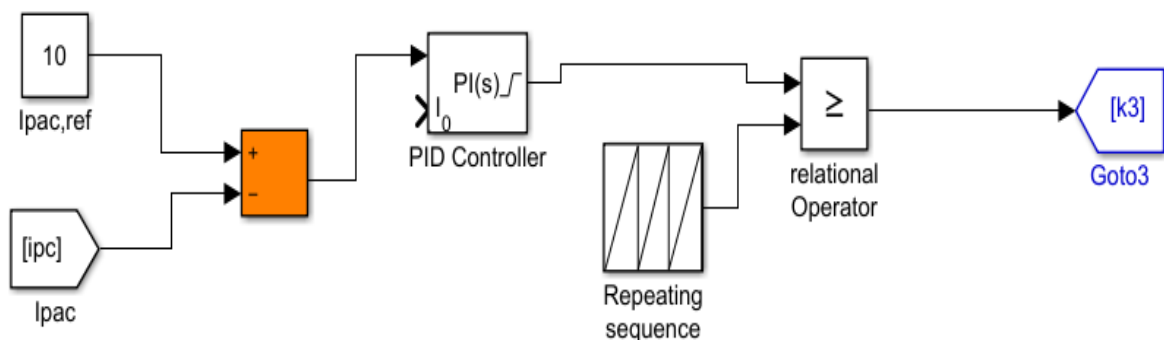 10
Ipac,ref
[ipc]
Ipac
+
−
PI(s)
I0
PID Controller
Repeating
sequence
≥
relational
Operator
[k3]
Goto3